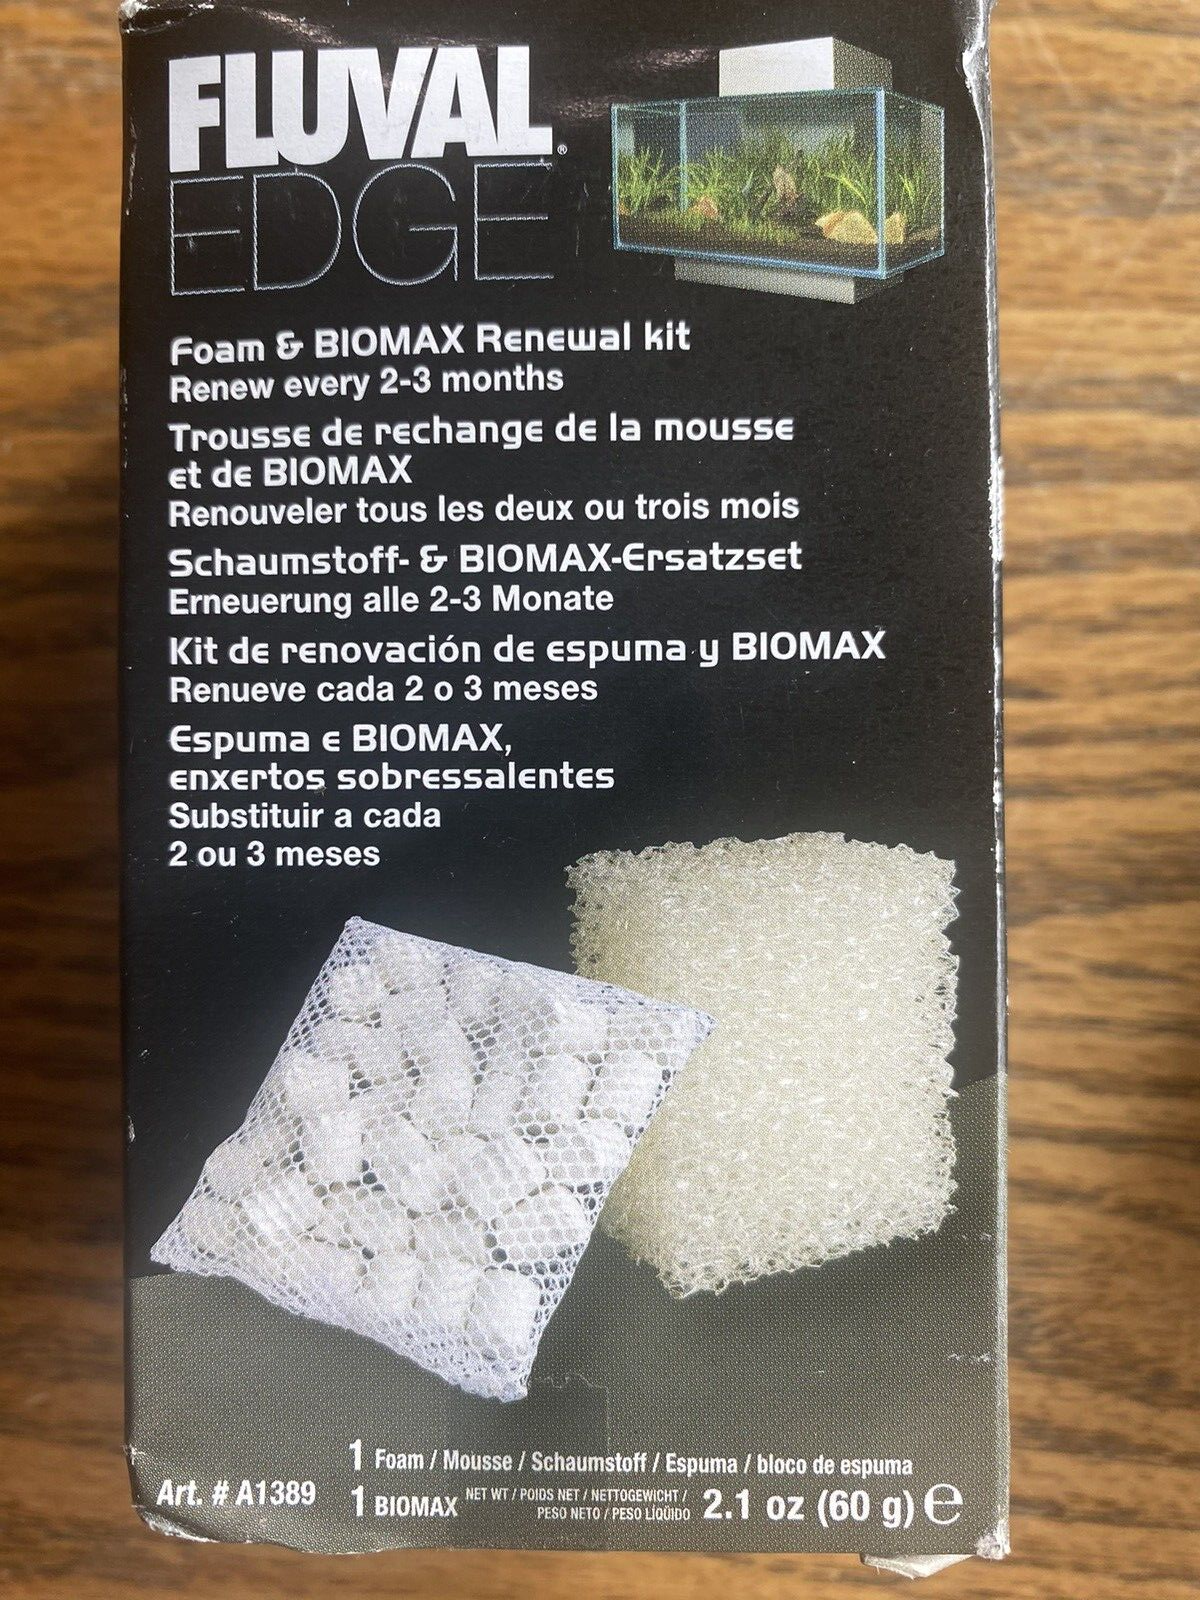 FLUVAL®
EDGE
Foam & BIOMAX Renewal kit
Renew every 2-3 months
Trousse de rechange de la mousse
et de BIOMAX
Renouveler tous les deux ou trois mois
Schaumstoff- & BIOMAX-Ersatzset
Erneuerung alle 2-3 Monate
Kit de renovación de espuma y BIOMAX
Renueve cada 2 o 3 meses
Espuma e BIOMAX,
enxertos sobressalentes
Substituir a cada
2 ou 3 meses
1 Foam / Mousse / Schaumstoff / Espuma / bloco de espuma
Art. # A1389
1 BIOMAX NET WT / POIDS NET / NETTOGEWICHT /
PESO NETO / PESO LÍQÜIDO 2.1 oz (60 g) ℮